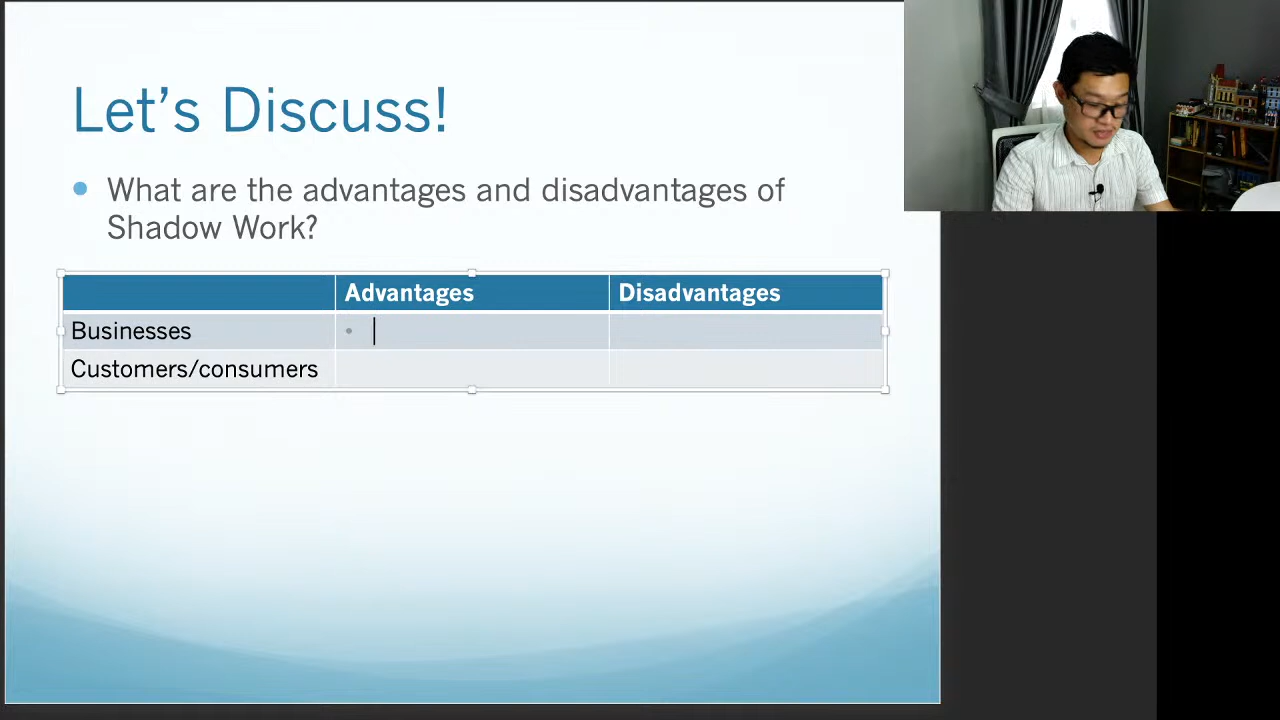 Let's Discuss!
What are the advantages and disadvantages of
Shadow Work?
Advantages Disadvantages
Businesses
Customers/consumers